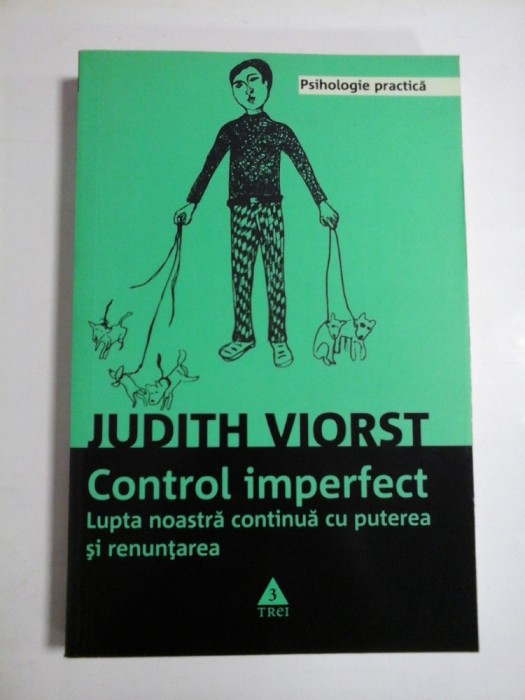 Psihologie practică
JUDITH VIORST
Control imperfect
Lupta noastră continuă cu puterea
și renunțarea
3
TREI